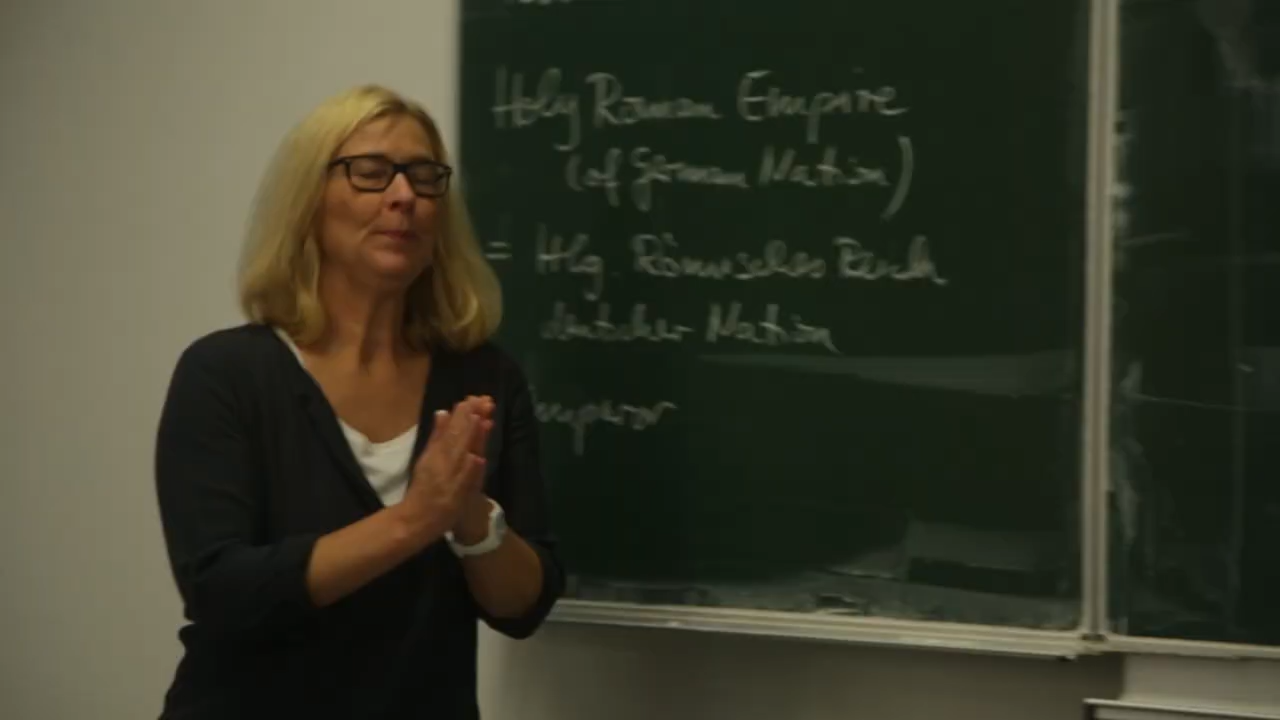 Holy Roman Empire
(of German Nation)
= Hlg. Römisches Reich
deutscher Nation
Emperor